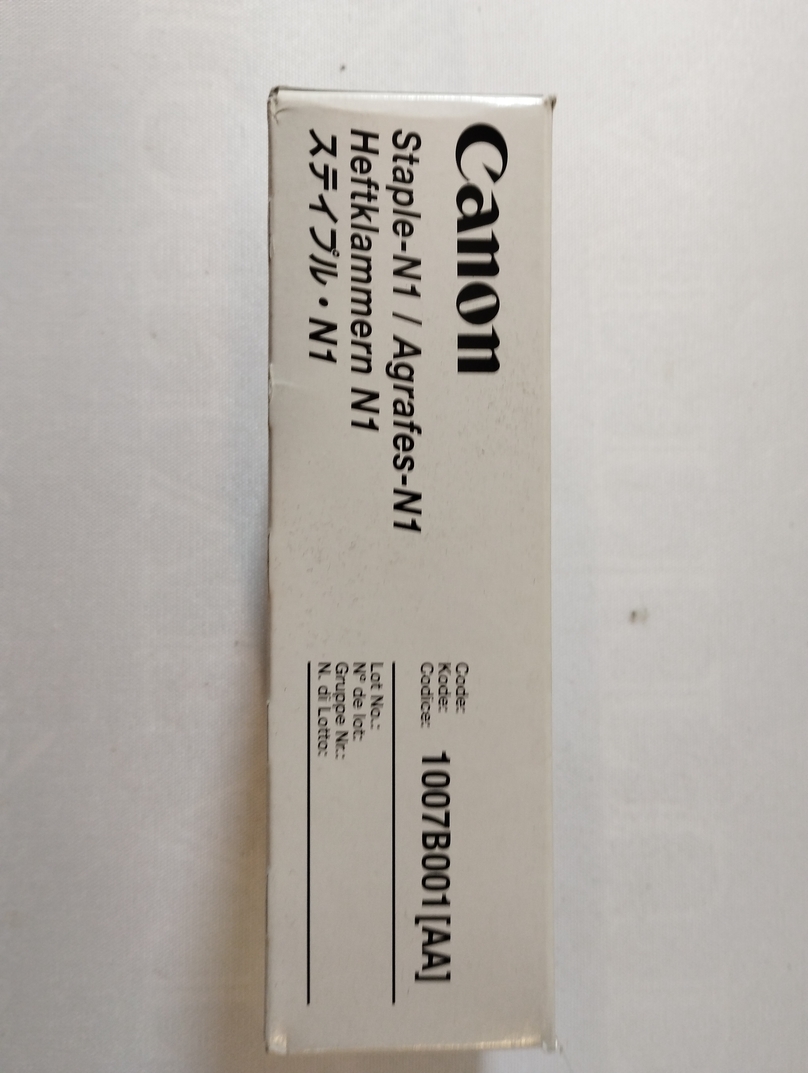 Canon
Staple-N1 / Agrafes-N1
Heftklammern N1
ステイプル・N1
Code:
Kode:
Codice: 1007B001[AA]
Lot No.:
N° de lot:
Gruppe Nr.:
N. di Lotto: